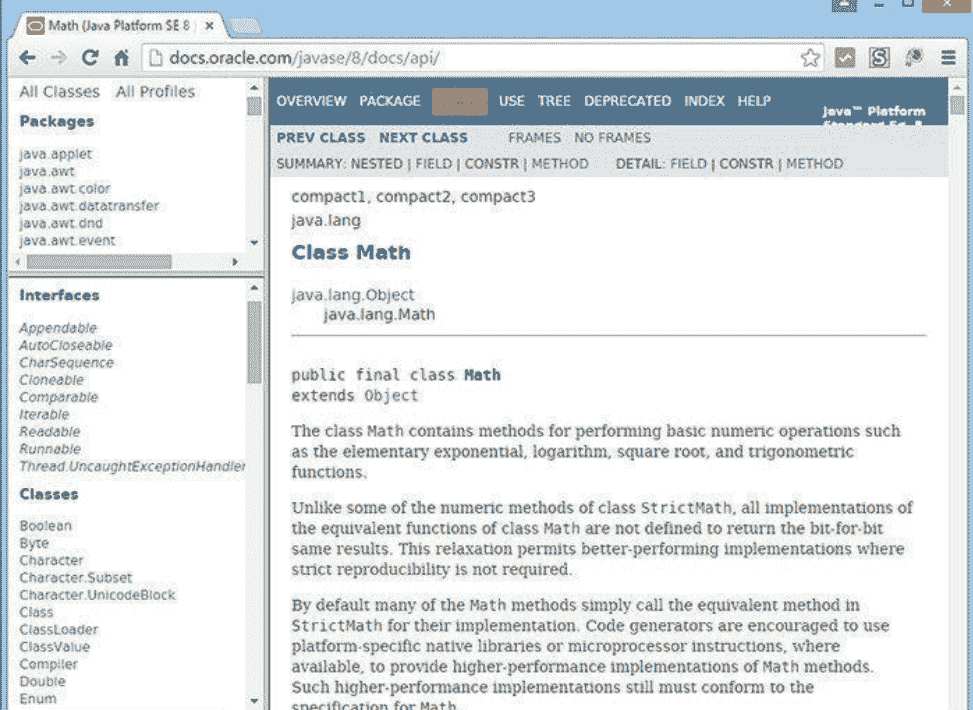 Math (Java Platform SE 8
docs.oracle.com/javase/8/docs/api/
All Classes All Profiles
Packages
java.applet
java.awt
java.awt.color
java.awt.datatransfer
java.awt.dnd
java.awt.event
Interfaces
Appendable
AutoCloseable
CharSequence
Cloneable
Comparable
Iterable
Readable
Runnable
Thread.UncaughtExceptionHandler
Classes
Boolean
Byte
Character
Character.Subset
Character.UnicodeBlock
Class
ClassLoader
ClassValue
Compiler
Double
Enum
OVERVIEW PACKAGE USE TREE DEPRECATED INDEX HELP
Java™ Platform
Standard Ed. 8
PREV CLASS NEXT CLASS FRAMES NO FRAMES
SUMMARY: NESTED | FIELD | CONSTR | METHOD DETAIL: FIELD | CONSTR | METHOD
compact1, compact2, compact3
java.lang
Class Math
java.lang.Object
java.lang.Math
public final class Math
extends Object
The class Math contains methods for performing basic numeric operations such
as the elementary exponential, logarithm, square root, and trigonometric
functions.
Unlike some of the numeric methods of class StrictMath, all implementations of
the equivalent functions of class Math are not defined to return the bit-for-bit
same results. This relaxation permits better-performing implementations where
strict reproducibility is not required.
By default many of the Math methods simply call the equivalent method in
StrictMath for their implementation. Code generators are encouraged to use
platform-specific native libraries or microprocessor instructions, where
available, to provide higher-performance implementations of Math methods.
Such higher-performance implementations still must conform to the
specification for Math.